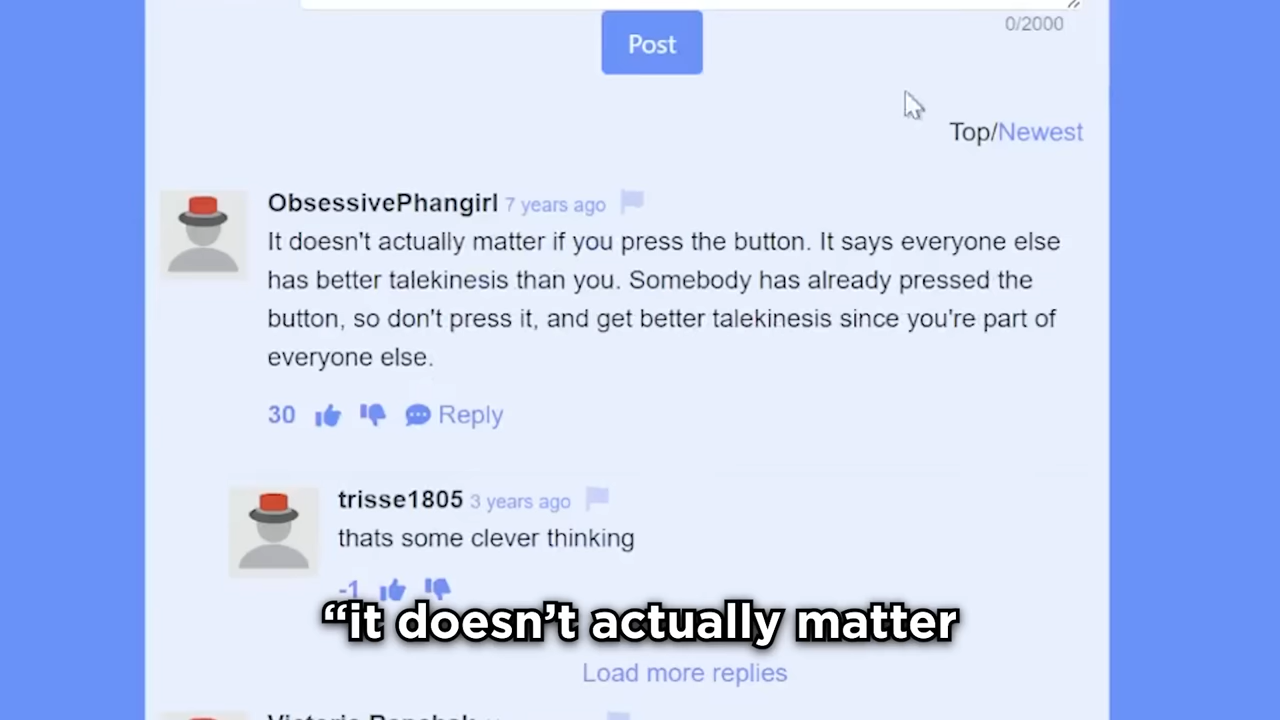 0/2000
Post
Top/Newest
ObsessivePhangirl 7 years ago
It doesn't actually matter if you press the button. It says everyone else
has better talekinesis than you. Somebody has already pressed the
button, so don't press it, and get better talekinesis since you're part of
everyone else.
30 Reply
trisse1805 3 years ago
thats some clever thinking
-1
“it doesn’t actually matter
Load more replies